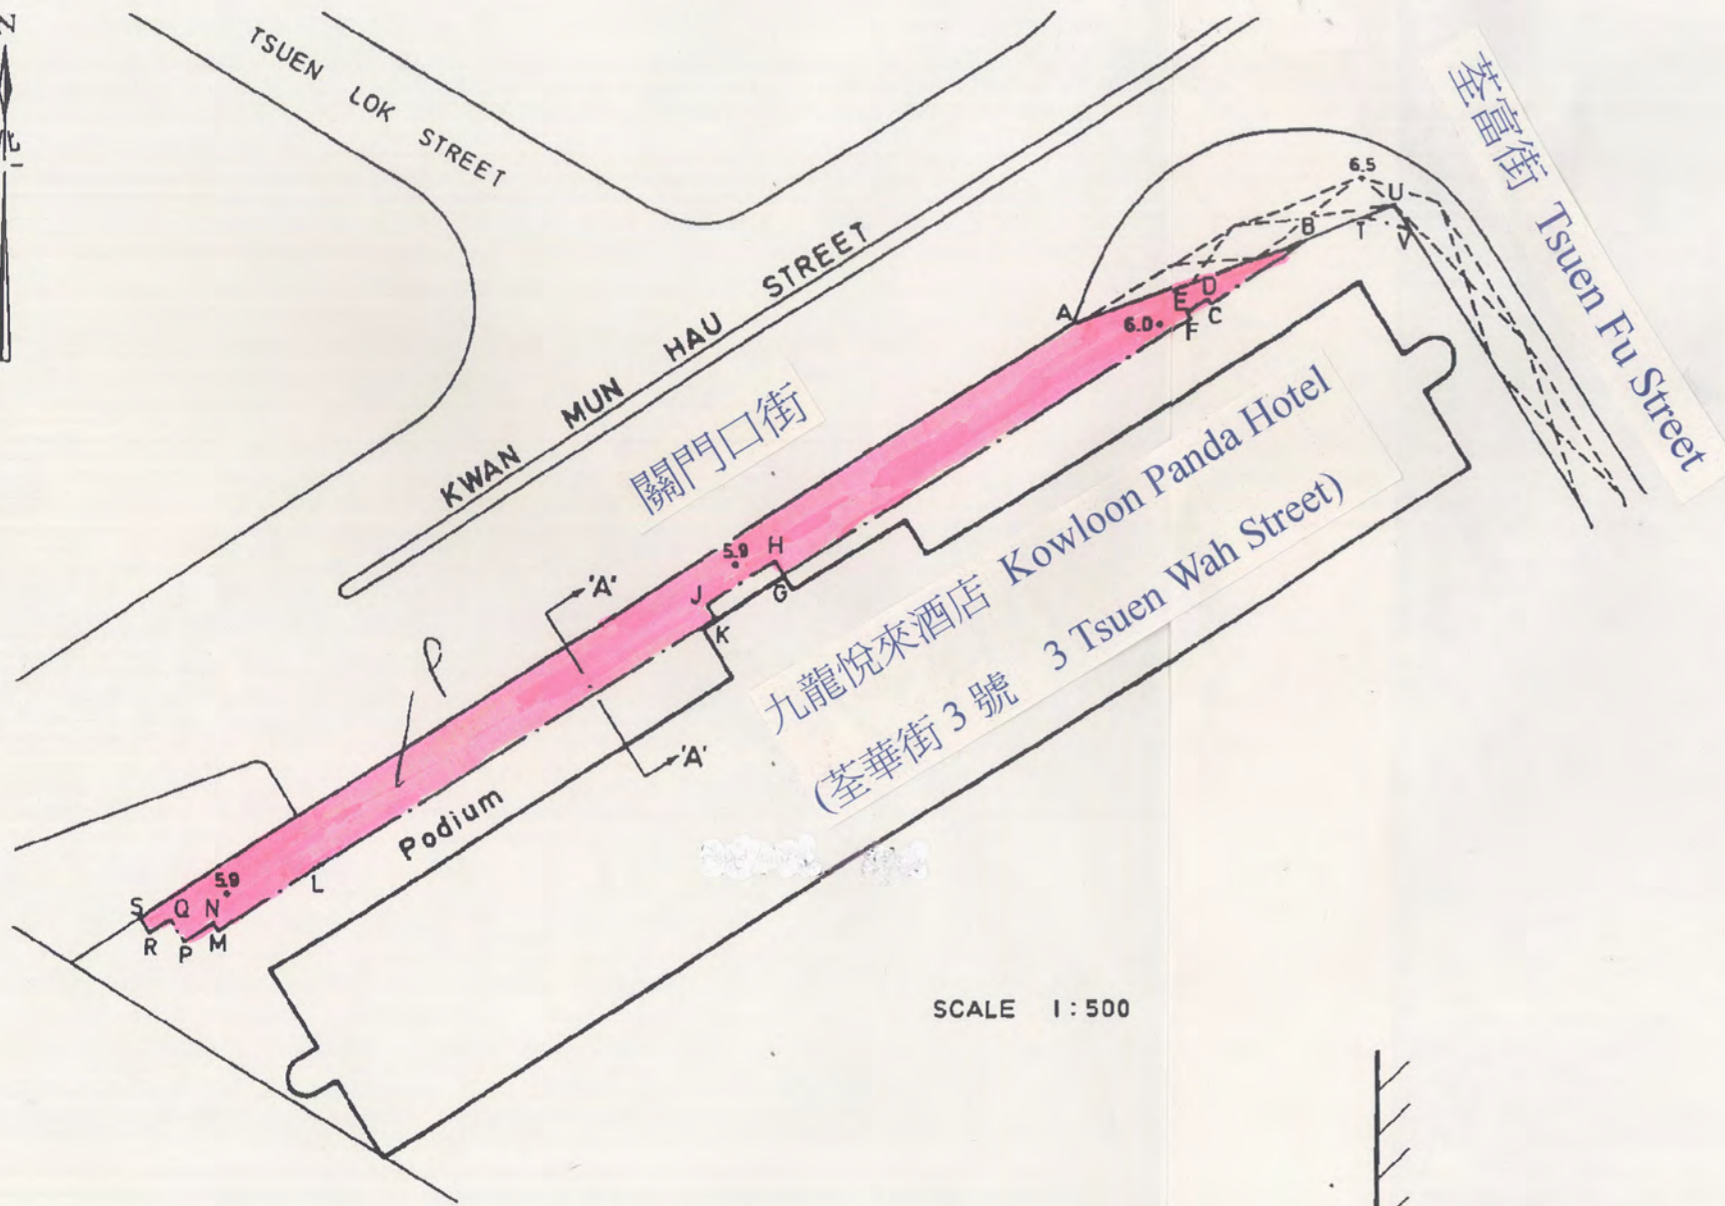 Z
TSUEN LOK STREET
荃富街 Tsuen Fu Street
6.5
U
B
T
V
KWAN MUN HAU STREET
關門口街
A
D
E
C
6.0
F
5.9
H
'A'
J
G
K
九龍悅來酒店 Kowloon Panda Hotel
(荃華街 3 號 3 Tsuen Wah Street)
P
'A'
Podium
L
5.9
S
Q
N
R
P
M
SCALE 1:500